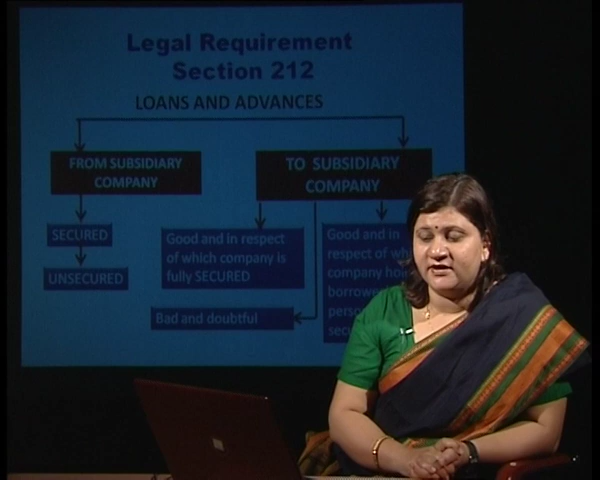 Legal Requirement
Section 212
LOANS AND ADVANCES
FROM SUBSIDIARY
COMPANY
TO SUBSIDIARY
COMPANY
SECURED
UNSECURED
Good and in respect
of which company is
fully SECURED
Good and in
respect of
company
Bad and doubtful